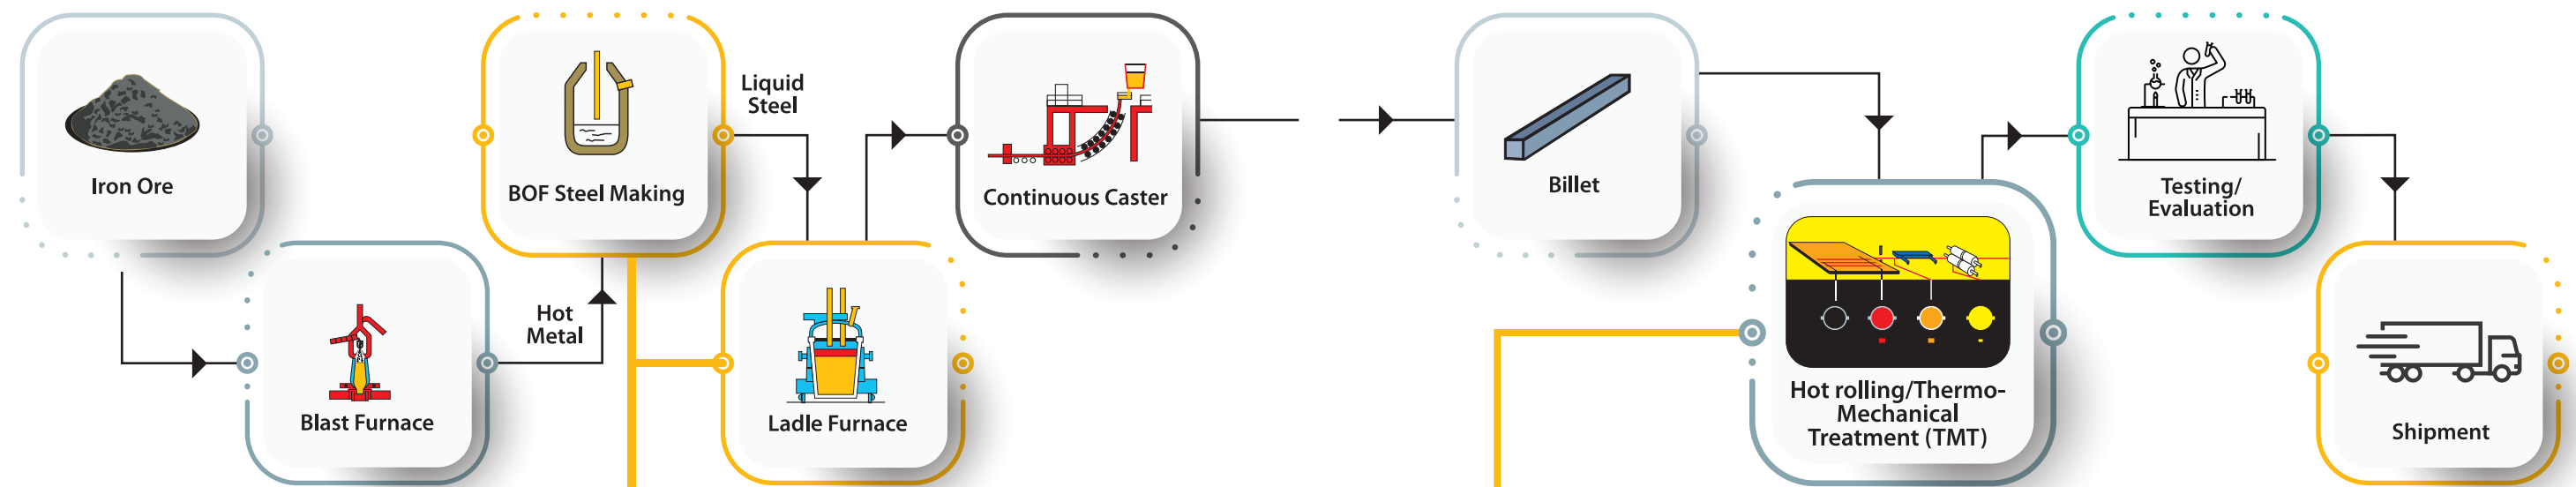 Iron Ore
Blast Furnace
Hot
Metal
BOF Steel Making
Liquid
Steel
Ladle Furnace
Continuous Caster
Billet
Hot rolling/Thermo-
Mechanical
Treatment (TMT)
Testing/
Evaluation
Shipment